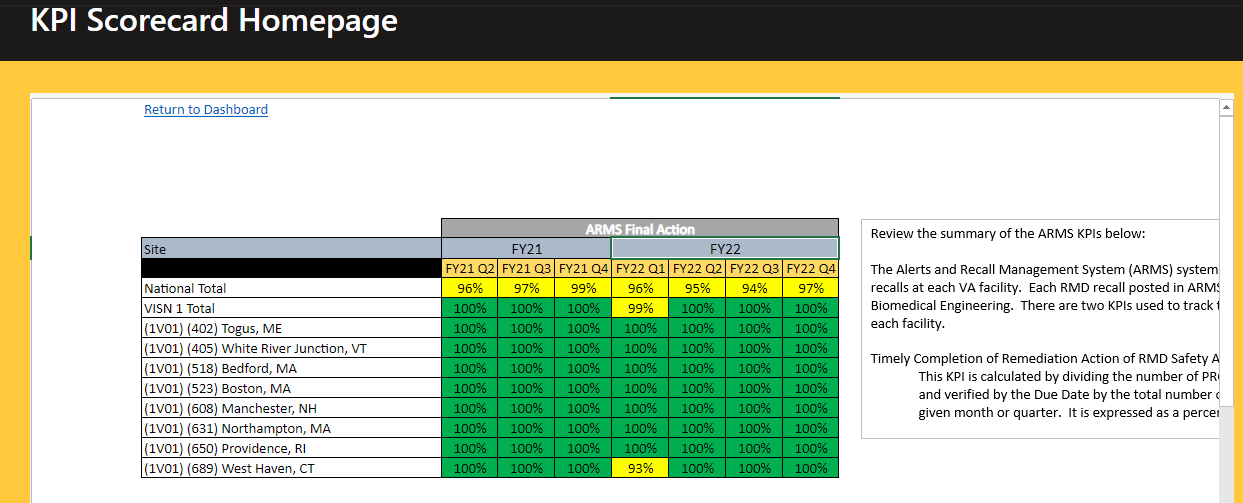 KPI Scorecard Homepage
Return to Dashboard
ARMS Final Action
Site FY21 FY22
FY21 Q2 FY21 Q3 FY21 Q4 FY22 Q1 FY22 Q2 FY22 Q3 FY22 Q4
National Total 96% 97% 99% 96% 95% 94% 97%
VISN 1 Total 100% 100% 100% 99% 100% 100% 100%
(1V01) (402) Togus, ME 100% 100% 100% 100% 100% 100% 100%
(1V01) (405) White River Junction, VT 100% 100% 100% 100% 100% 100% 100%
(1V01) (518) Bedford, MA 100% 100% 100% 100% 100% 100% 100%
(1V01) (523) Boston, MA 100% 100% 100% 100% 100% 100% 100%
(1V01) (608) Manchester, NH 100% 100% 100% 100% 100% 100% 100%
(1V01) (631) Northampton, MA 100% 100% 100% 100% 100% 100% 100%
(1V01) (650) Providence, RI 100% 100% 100% 100% 100% 100% 100%
(1V01) (689) West Haven, CT 100% 100% 100% 93% 100% 100% 100%
Review the summary of the ARMS KPIs below:
The Alerts and Recall Management System (ARMS) system
recalls at each VA facility. Each RMD recall posted in ARMS
Biomedical Engineering. There are two KPIs used to track
each facility.
Timely Completion of Remediation Action of RMD Safety A
This KPI is calculated by dividing the number of
and verified by the Due Date by the total number
given month or quarter. It is expressed as a